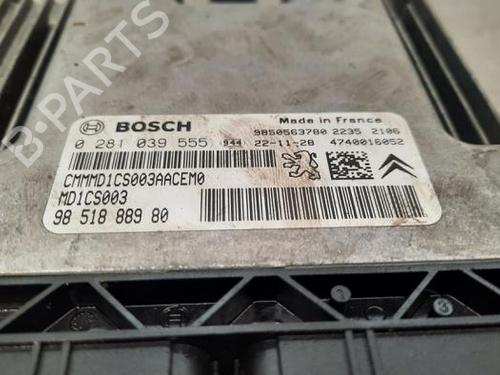 B-PARTS
BOSCH
Made in France
9850563780 2235 2106
0 281 039 555 944 22-11-28 4740016052
CMMMD1CS003AACEM0
MD1CS003
98 518 889 80